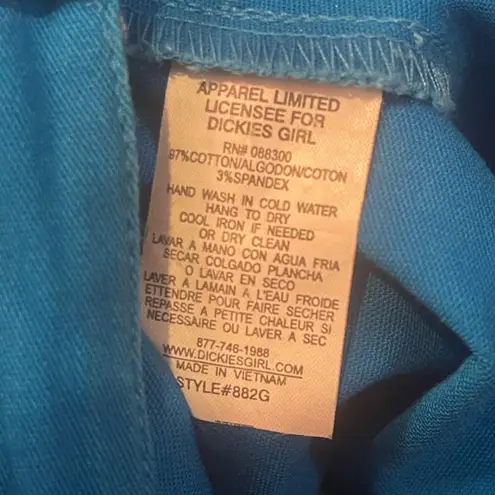 APPAREL LIMITED
LICENSEE FOR
DICKIES GIRL
RN# 088300
97%COTTON/ALGODON/COTON
3%SPANDEX
HAND WASH IN COLD WATER
HANG TO DRY
COOL IRON IF NEEDED
OR DRY CLEAN
LAVAR A MANO CON AGUA FRIA
SECAR COLGADO PLANCHA
O LAVAR EN SECO
LAVER A LAMAIN A L'EAU FROIDE
ETTENDRE POUR FAIRE SECHER
REPASSE A PETITE CHALEUR SI
NECESSAIRE OU LAVER A SEC
877-746-1988
WWW.DICKIESGIRL.COM
MADE IN VIETNAM
STYLE#882G